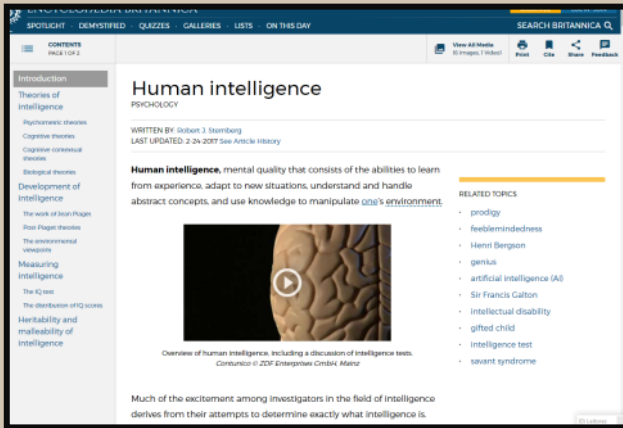 ENCYCLOPÆDIA BRITANNICA
SPOTLIGHT · DEMYSTIFIED · QUIZZES · GALLERIES · LISTS · ON THIS DAY
SEARCH BRITANNICA
CONTENTS
PAGE 1 OF 2
View All Media
Print
Cite
Share
Feedback
Introduction
Theories of
intelligence
Psychometric theories
Cognitive theories
Cognitive contextual
theories
Biological theories
Development of
intelligence
The work of Jean Piaget
Post-Piaget theories
The environmental
viewpoint
Measuring
intelligence
The IQ test
The distribution of IQ scores
Heritability and
malleability of
intelligence
Human intelligence
PSYCHOLOGY
WRITTEN BY: Robert J. Sternberg
LAST UPDATED: 2-24-2017 See Article History
Human intelligence, mental quality that consists of the abilities to learn
from experience, adapt to new situations, understand and handle
abstract concepts, and use knowledge to manipulate one's environment.
Overview of human intelligence, including a discussion of intelligence tests.
Contunico © ZDF Enterprises GmbH, Mainz
Much of the excitement among investigators in the field of intelligence
derives from their attempts to determine exactly what intelligence is.
RELATED TOPICS
· prodigy
· feeblemindedness
· Henri Bergson
· genius
· artificial intelligence (AI)
· Sir Francis Galton
· intellectual disability
· gifted child
· intelligence test
· savant syndrome